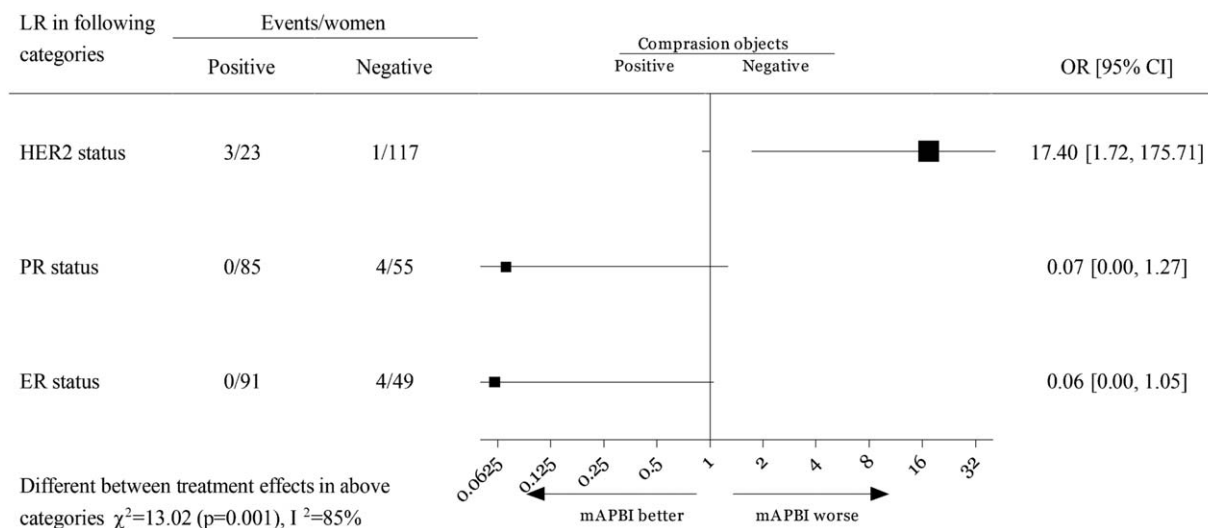 LR in following
categories
Events/women
Positive Negative
Comprasion objects
Positive Negative
OR [95% CI]
HER2 status 3/23 1/117 17.40 [1.72, 175.71]
PR status 0/85 4/55 0.07 [0.00, 1.27]
ER status 0/91 4/49 0.06 [0.00, 1.05]
0.0625 0.125 0.25 0.5 1 2 4 8 16 32
mAPBI better mAPBI worse
Different between treatment effects in above
categories χ²=13.02 (p=0.001), I ²=85%